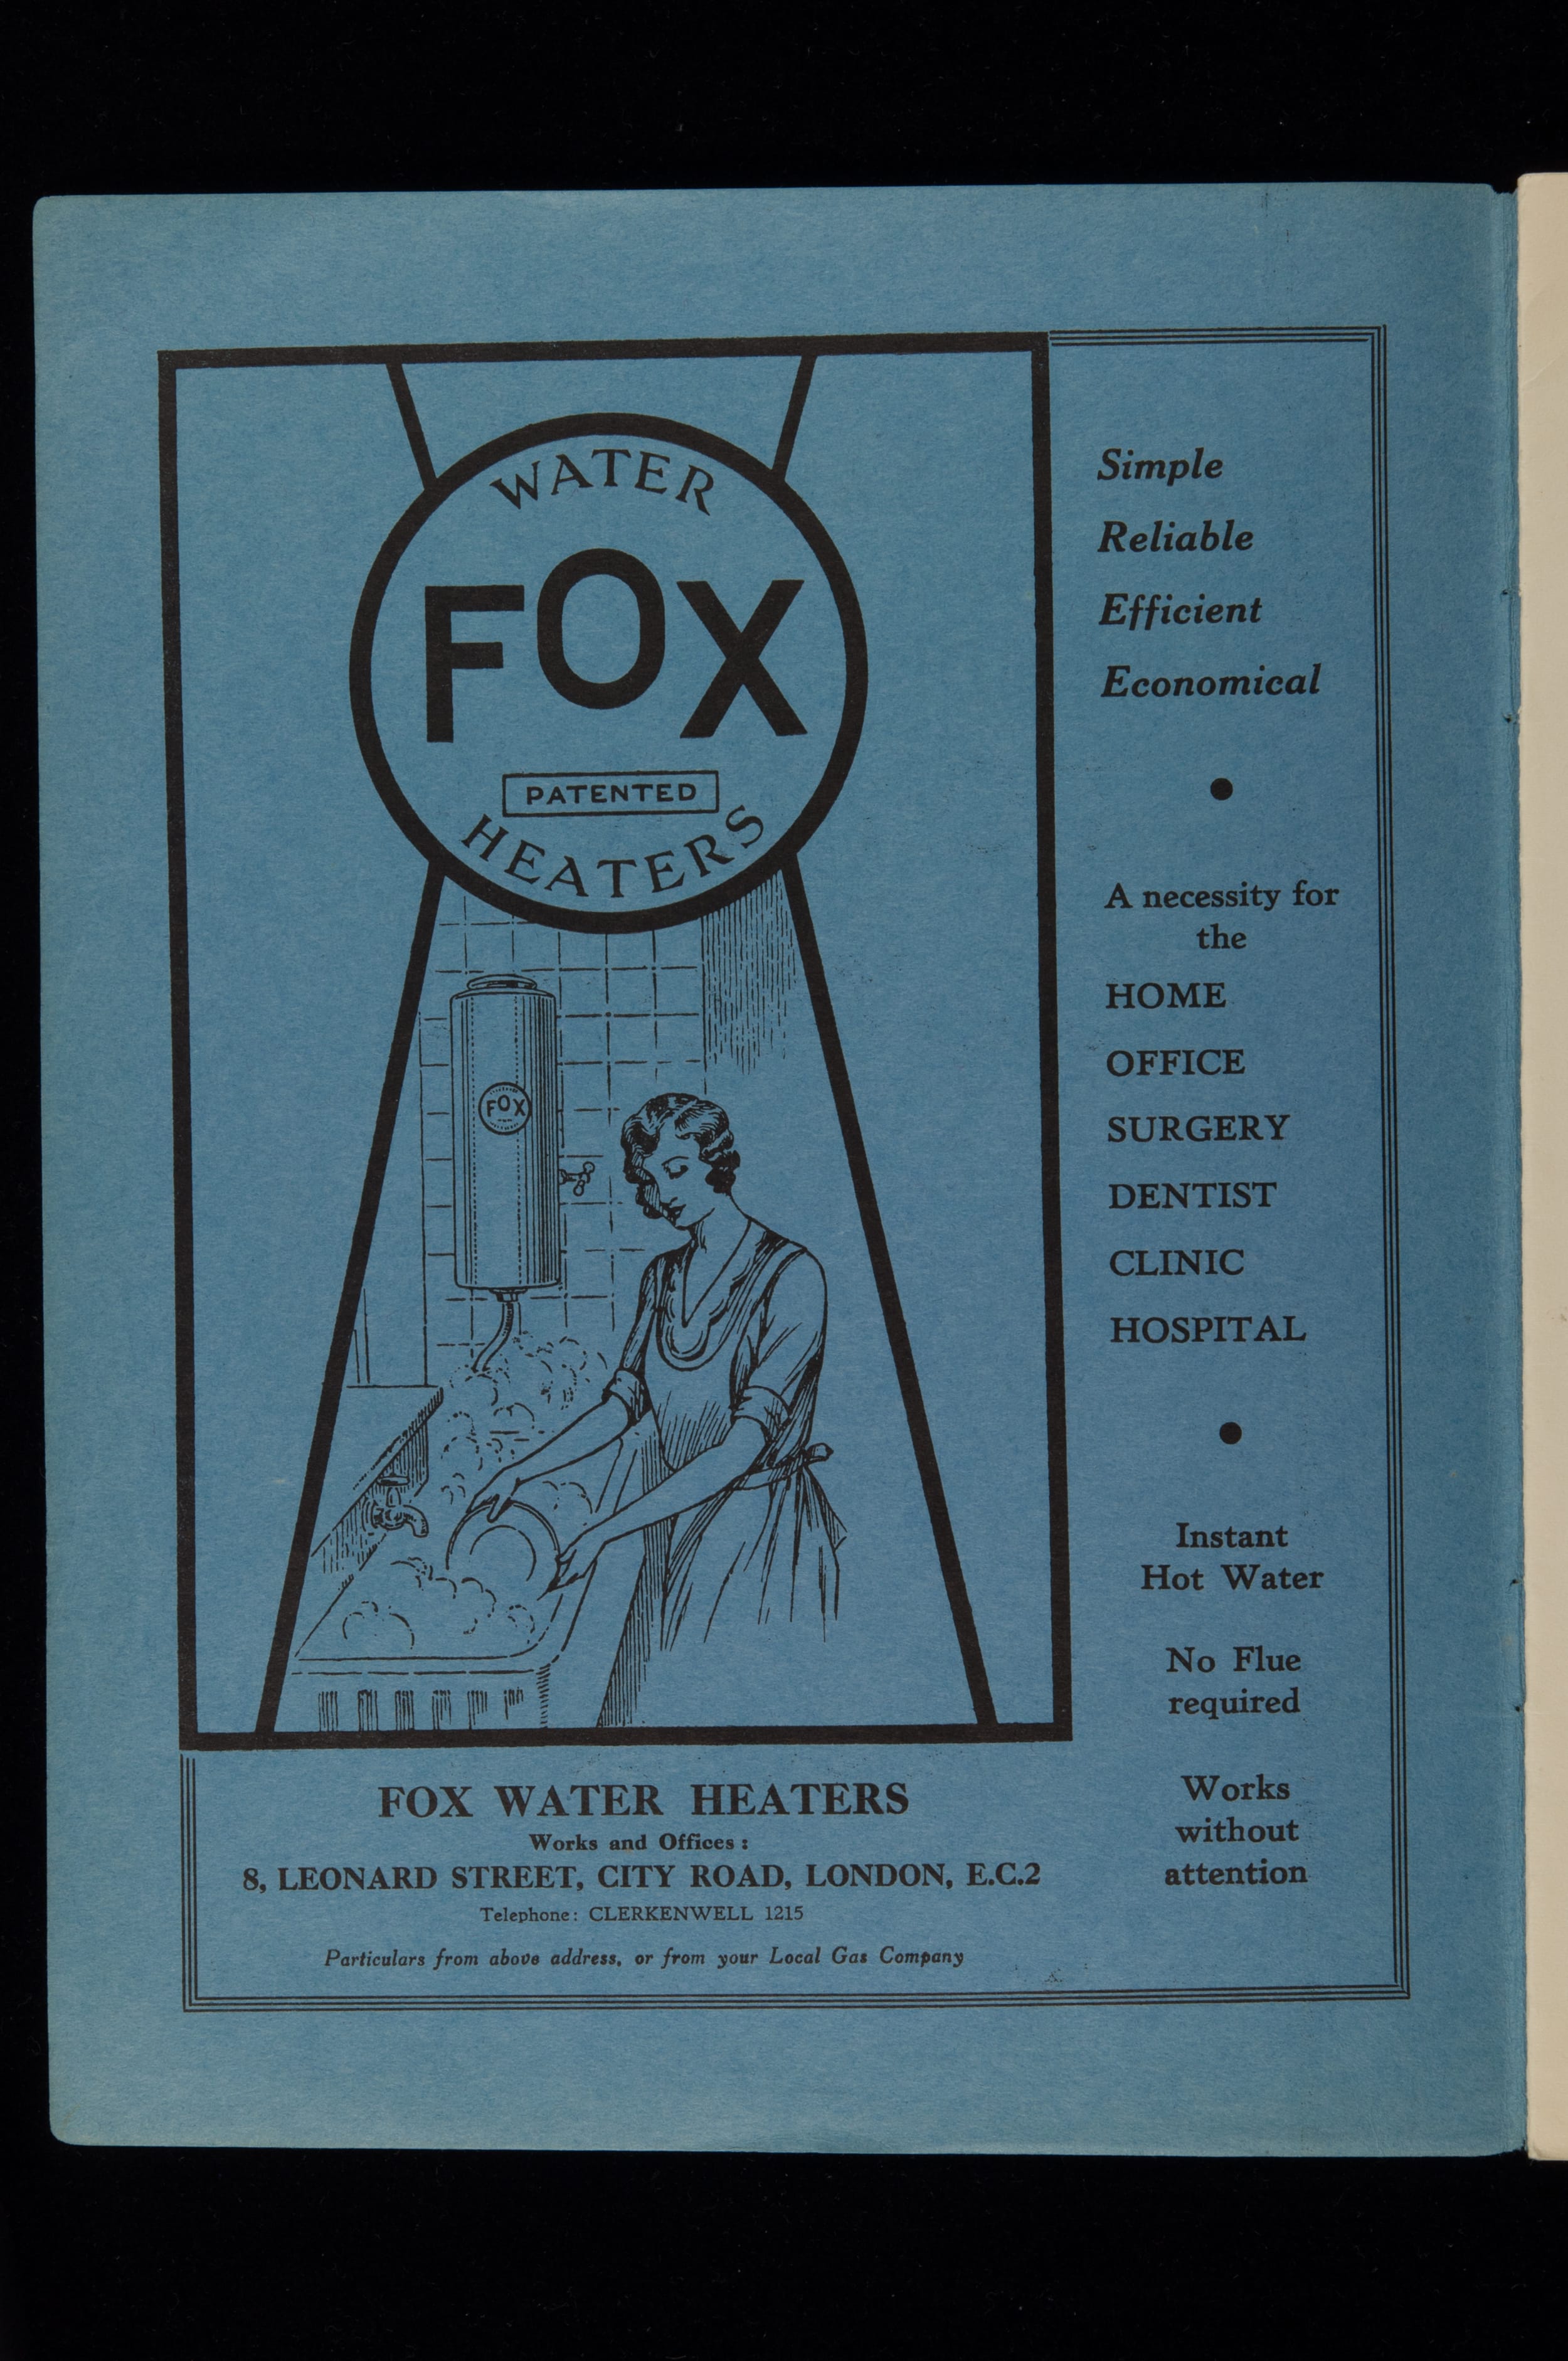 WATER
FOX
PATENTED
HEATERS
FOX
Simple
Reliable
Efficient
Economical
A necessity for
the
HOME
OFFICE
SURGERY
DENTIST
CLINIC
HOSPITAL
Instant
Hot Water
No Flue
required
Works
without
attention
FOX WATER HEATERS
Works and Offices :
8, LEONARD STREET, CITY ROAD, LONDON, E.C.2
Telephone: CLERKENWELL 1215
Particulars from above address, or from your Local Gas Company